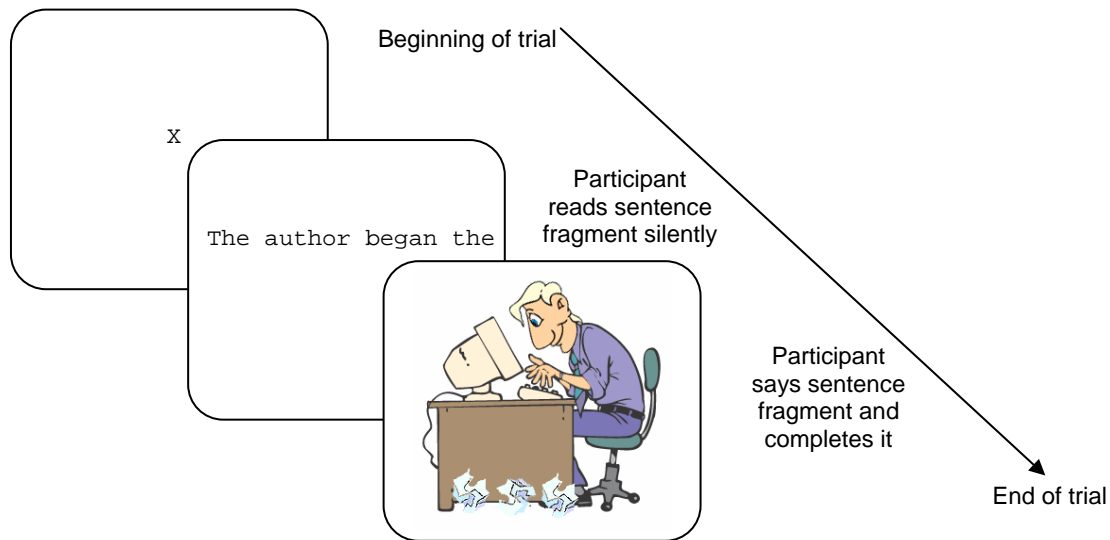 Beginning of trial
X
Participant
reads sentence
fragment silently
The author began the
Participant
says sentence
fragment and
completes it
End of trial